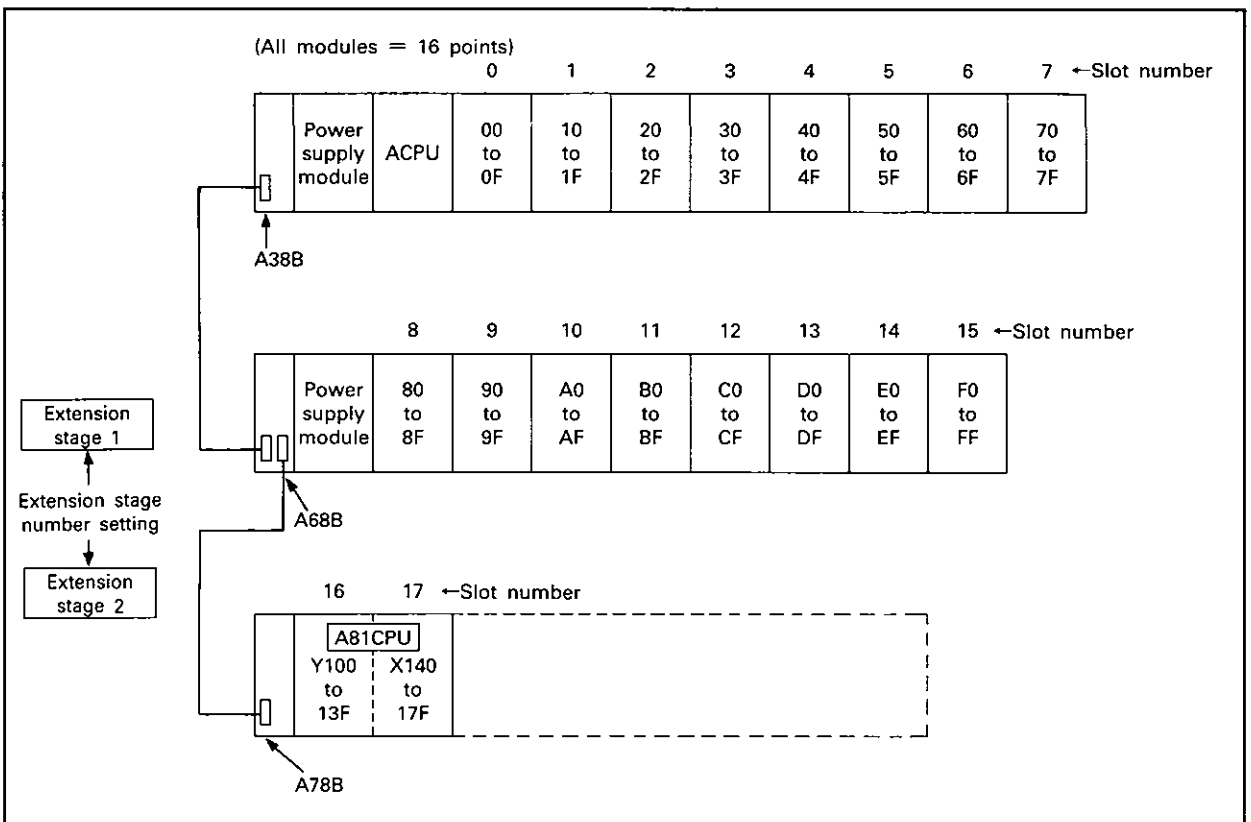 (All modules = 16 points)
0 1 2 3 4 5 6 7 ←Slot number
Power supply module ACPU 00 to 0F 10 to 1F 20 to 2F 30 to 3F 40 to 4F 50 to 5F 60 to 6F 70 to 7F
A38B
8 9 10 11 12 13 14 15 ←Slot number
Power supply module 80 to 8F 90 to 9F A0 to AF B0 to BF C0 to CF D0 to DF E0 to EF F0 to FF
Extension
stage 1
Extension stage
number setting
A68B
Extension
stage 2
16 17 ←Slot number
A81CPU
Y100 to 13F X140 to 17F
A78B